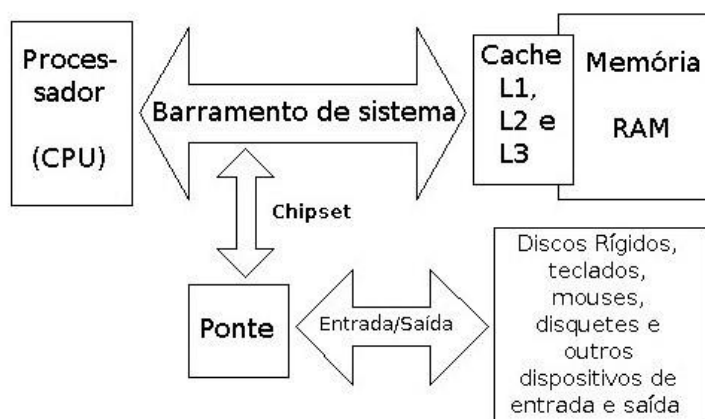 Proces-
sador
(CPU)
Barramento de sistema
Cache
L1,
L2 e
L3
Memória
RAM
Chipset
Ponte
Entrada/Saída
Discos Rígidos,
teclados,
mouses,
disquetes e
outros
dispositivos de
entrada e saída